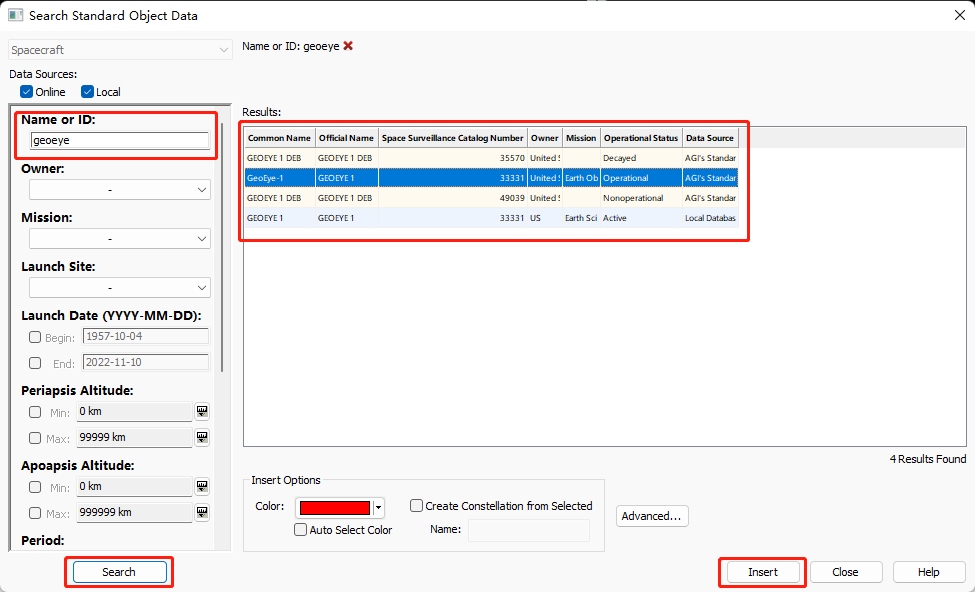 Search Standard Object Data
Spacecraft
Name or ID: geoeye
Data Sources:
Online Local
Name or ID:
geoeye
Owner:
-
Mission:
-
Launch Site:
-
Launch Date (YYYY-MM-DD):
Begin: 1957-10-04
End: 2022-11-10
Periapsis Altitude:
Min: 0 km
Max: 99999 km
Apoapsis Altitude:
Min: 0 km
Max: 999999 km
Period:
Search
Results:
Common Name Official Name Space Surveillance Catalog Number Owner Mission Operational Status Data Source
GEOEYE 1 DEB GEOEYE 1 DEB 35570 United S Decayed AGI's Standar
GeoEye-1 GEOEYE 1 33331 United S Earth Ob Operational AGI's Standar
GEOEYE 1 DEB GEOEYE 1 DEB 49039 United S Nonoperational AGI's Standar
GEOEYE 1 GEOEYE 1 33331 US Earth Sci Active Local Databas
4 Results Found
Insert Options
Color:
Create Constellation from Selected
Auto Select Color
Name:
Advanced...
Insert
Close
Help